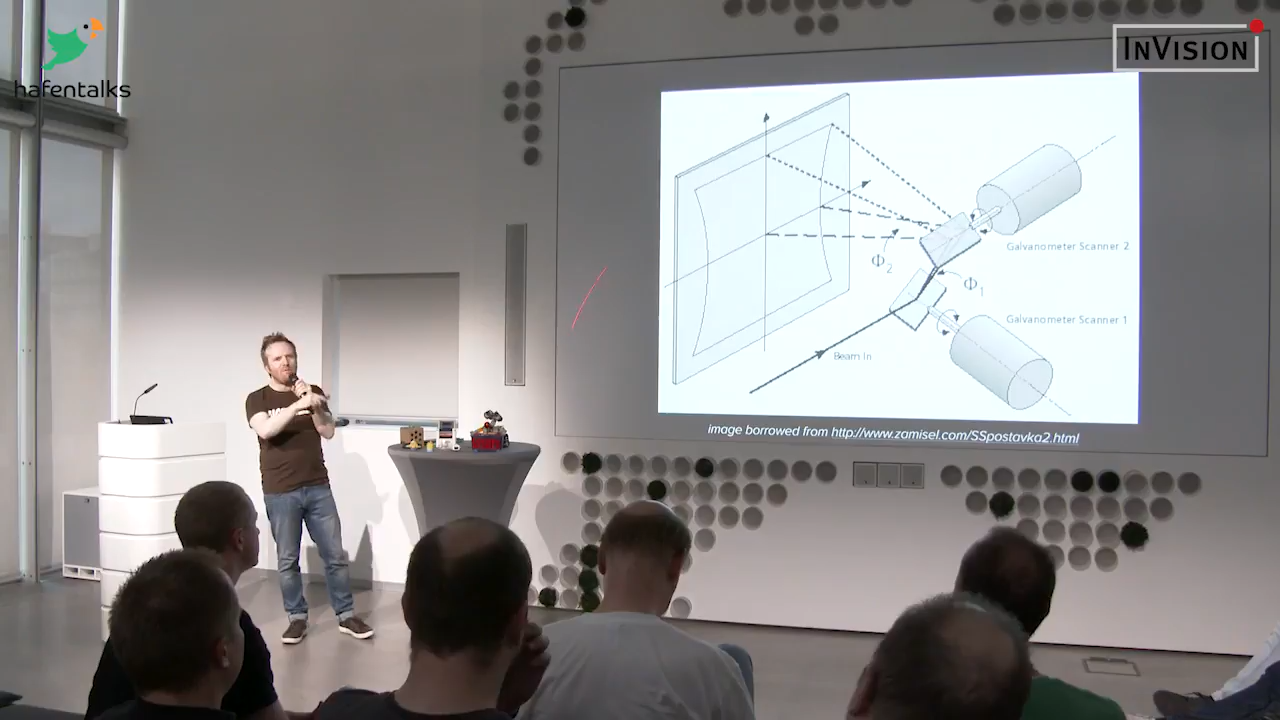 hafentalks
INVISION
Φ2
Galvanometer Scanner 2
Φ1
Galvanometer Scanner 1
Beam In
image borrowed from http://www.zamisel.com/SSpostavka2.html